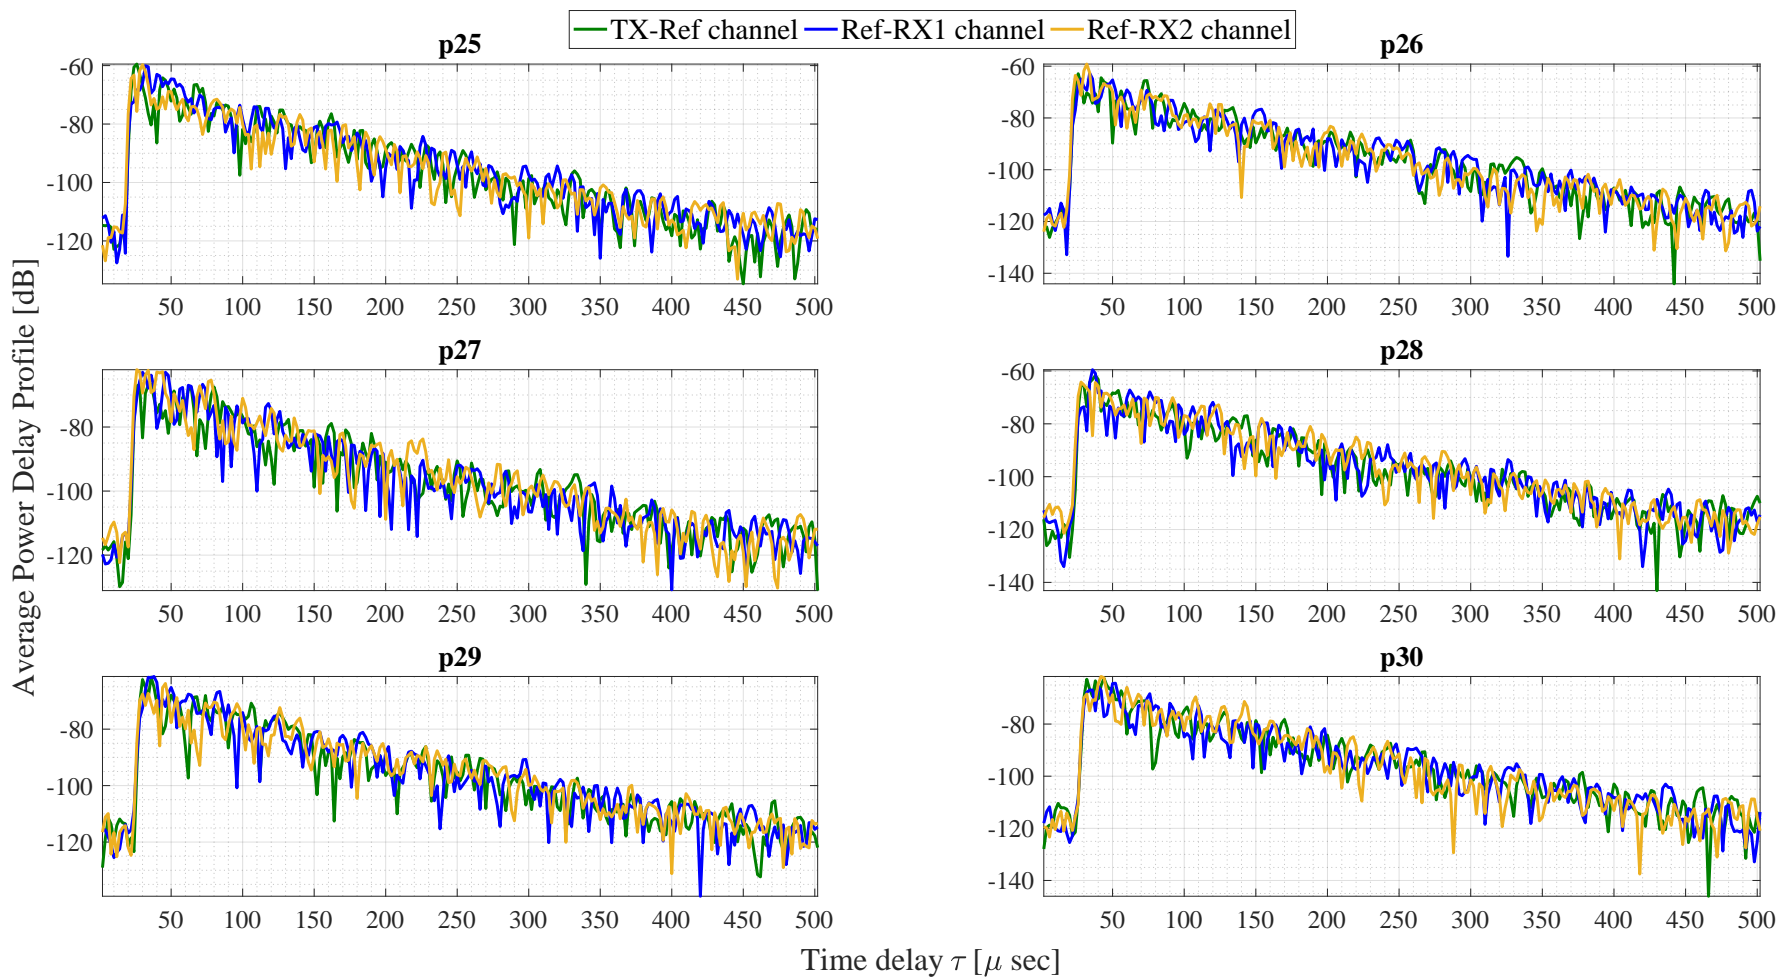 TX-Ref channel Ref-RX1 channel Ref-RX2 channel
p25
-60
-80
-100
-120
50 100 150 200 250 300 350 400 450 500
p26
-60
-80
-100
-120
-140
50 100 150 200 250 300 350 400 450 500
p27
-80
-100
-120
50 100 150 200 250 300 350 400 450 500
p28
-60
-80
-100
-120
-140
50 100 150 200 250 300 350 400 450 500
p29
-80
-100
-120
50 100 150 200 250 300 350 400 450 500
p30
-80
-100
-120
-140
50 100 150 200 250 300 350 400 450 500
Average Power Delay Profile [dB]
Time delay τ [μ sec]